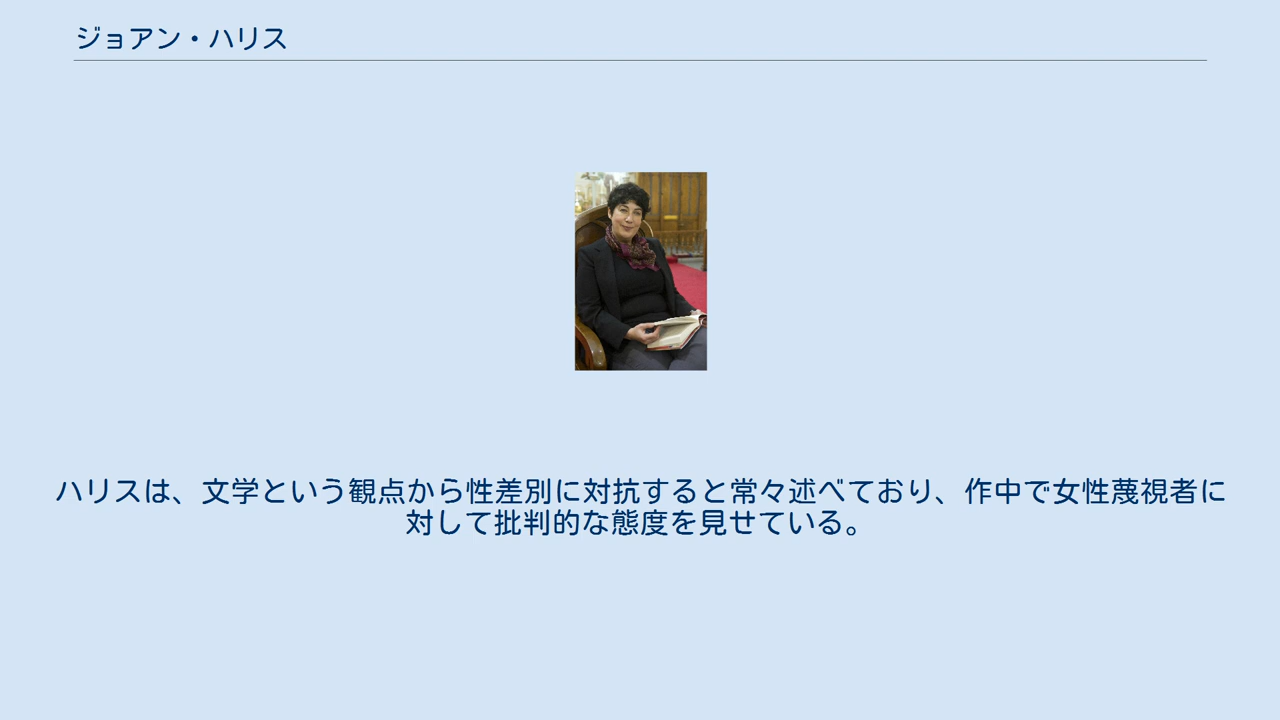 ジョアン・ハリス
ハリスは、文学という観点から性差別に対抗すると常々述べており、作中で女性蔑視者に
対して批判的な態度を見せている。